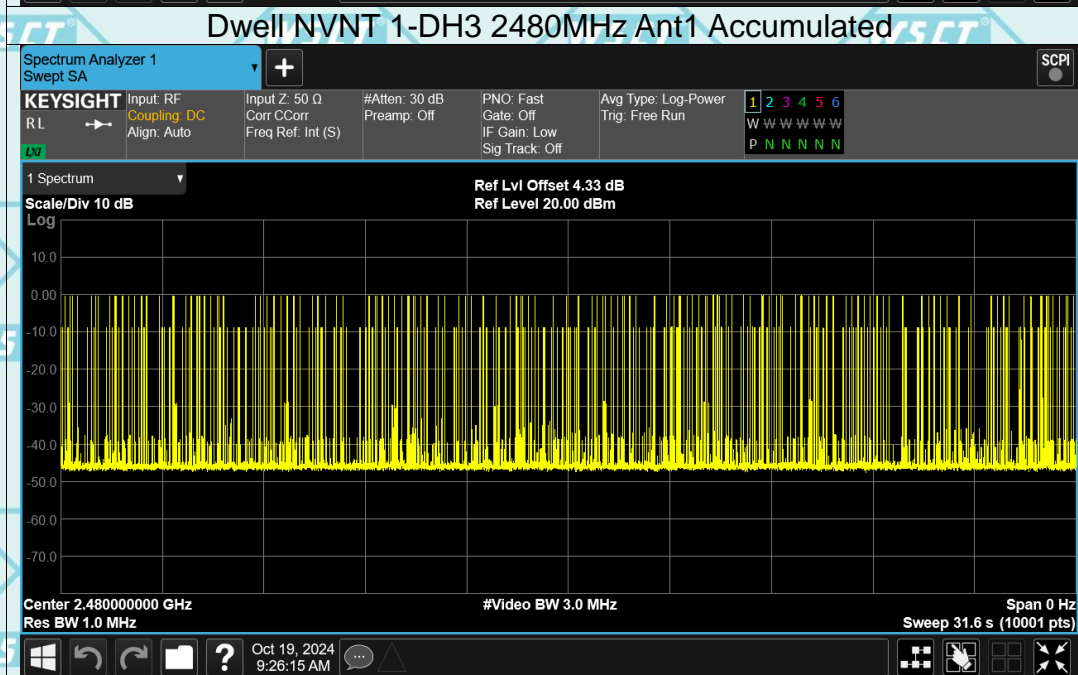 Dwell NVNT 1-DH3 2480MHz Ant1 Accumulated
Spectrum Analyzer 1
Swept SA
+
SCPI
KEYSIGHT
R L
LXI
Input: RF
Coupling: DC
Align: Auto
Input Z: 50 Ω
Corr CCorr
Freq Ref: Int (S)
#Atten: 30 dB
Preamp: Off
PNO: Fast
Gate: Off
IF Gain: Low
Sig Track: Off
Avg Type: Log-Power
Trig: Free Run
1 2 3 4 5 6
W W W W W W
P N N N N N
1 Spectrum
Scale/Div 10 dB
Ref Lvl Offset 4.33 dB
Ref Level 20.00 dBm
Log
10.0
0.00
-10.0
-20.0
-30.0
-40.0
-50.0
-60.0
-70.0
Center 2.480000000 GHz
#Video BW 3.0 MHz
Span 0 Hz
Res BW 1.0 MHz
Sweep 31.6 s (10001 pts)
?
Oct 19, 2024
9:26:15 AM